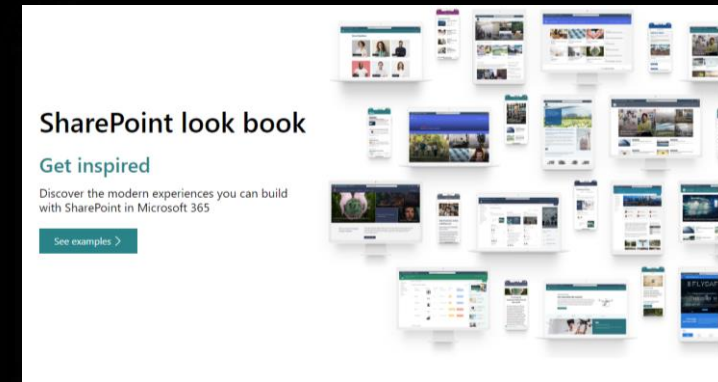 SharePoint look book
Get inspired
Discover the modern experiences you can build
with SharePoint in Microsoft 365
See examples